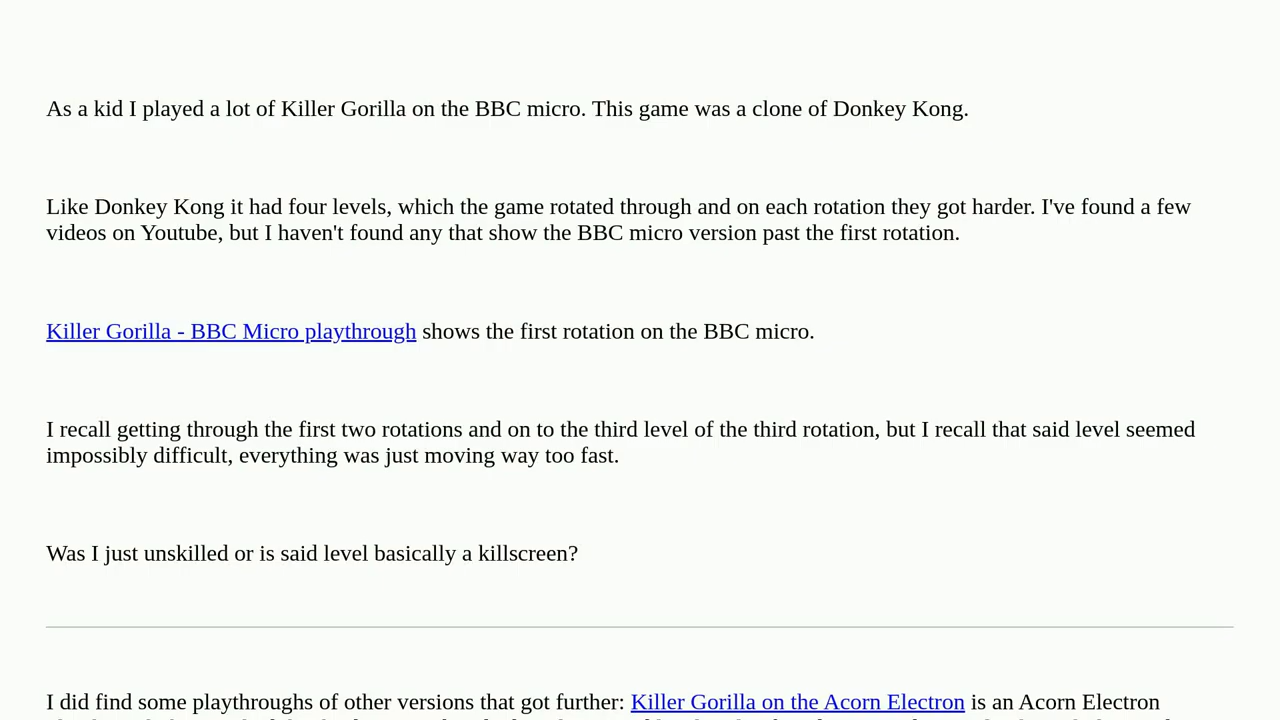 As a kid I played a lot of Killer Gorilla on the BBC micro. This game was a clone of Donkey Kong.
Like Donkey Kong it had four levels, which the game rotated through and on each rotation they got harder. I've found a few
videos on Youtube, but I haven't found any that show the BBC micro version past the first rotation.
Killer Gorilla - BBC Micro playthrough shows the first rotation on the BBC micro.
I recall getting through the first two rotations and on to the third level of the third rotation, but I recall that said level seemed
impossibly difficult, everything was just moving way too fast.
Was I just unskilled or is said level basically a killscreen?
I did find some playthroughs of other versions that got further: Killer Gorilla on the Acorn Electron is an Acorn Electron